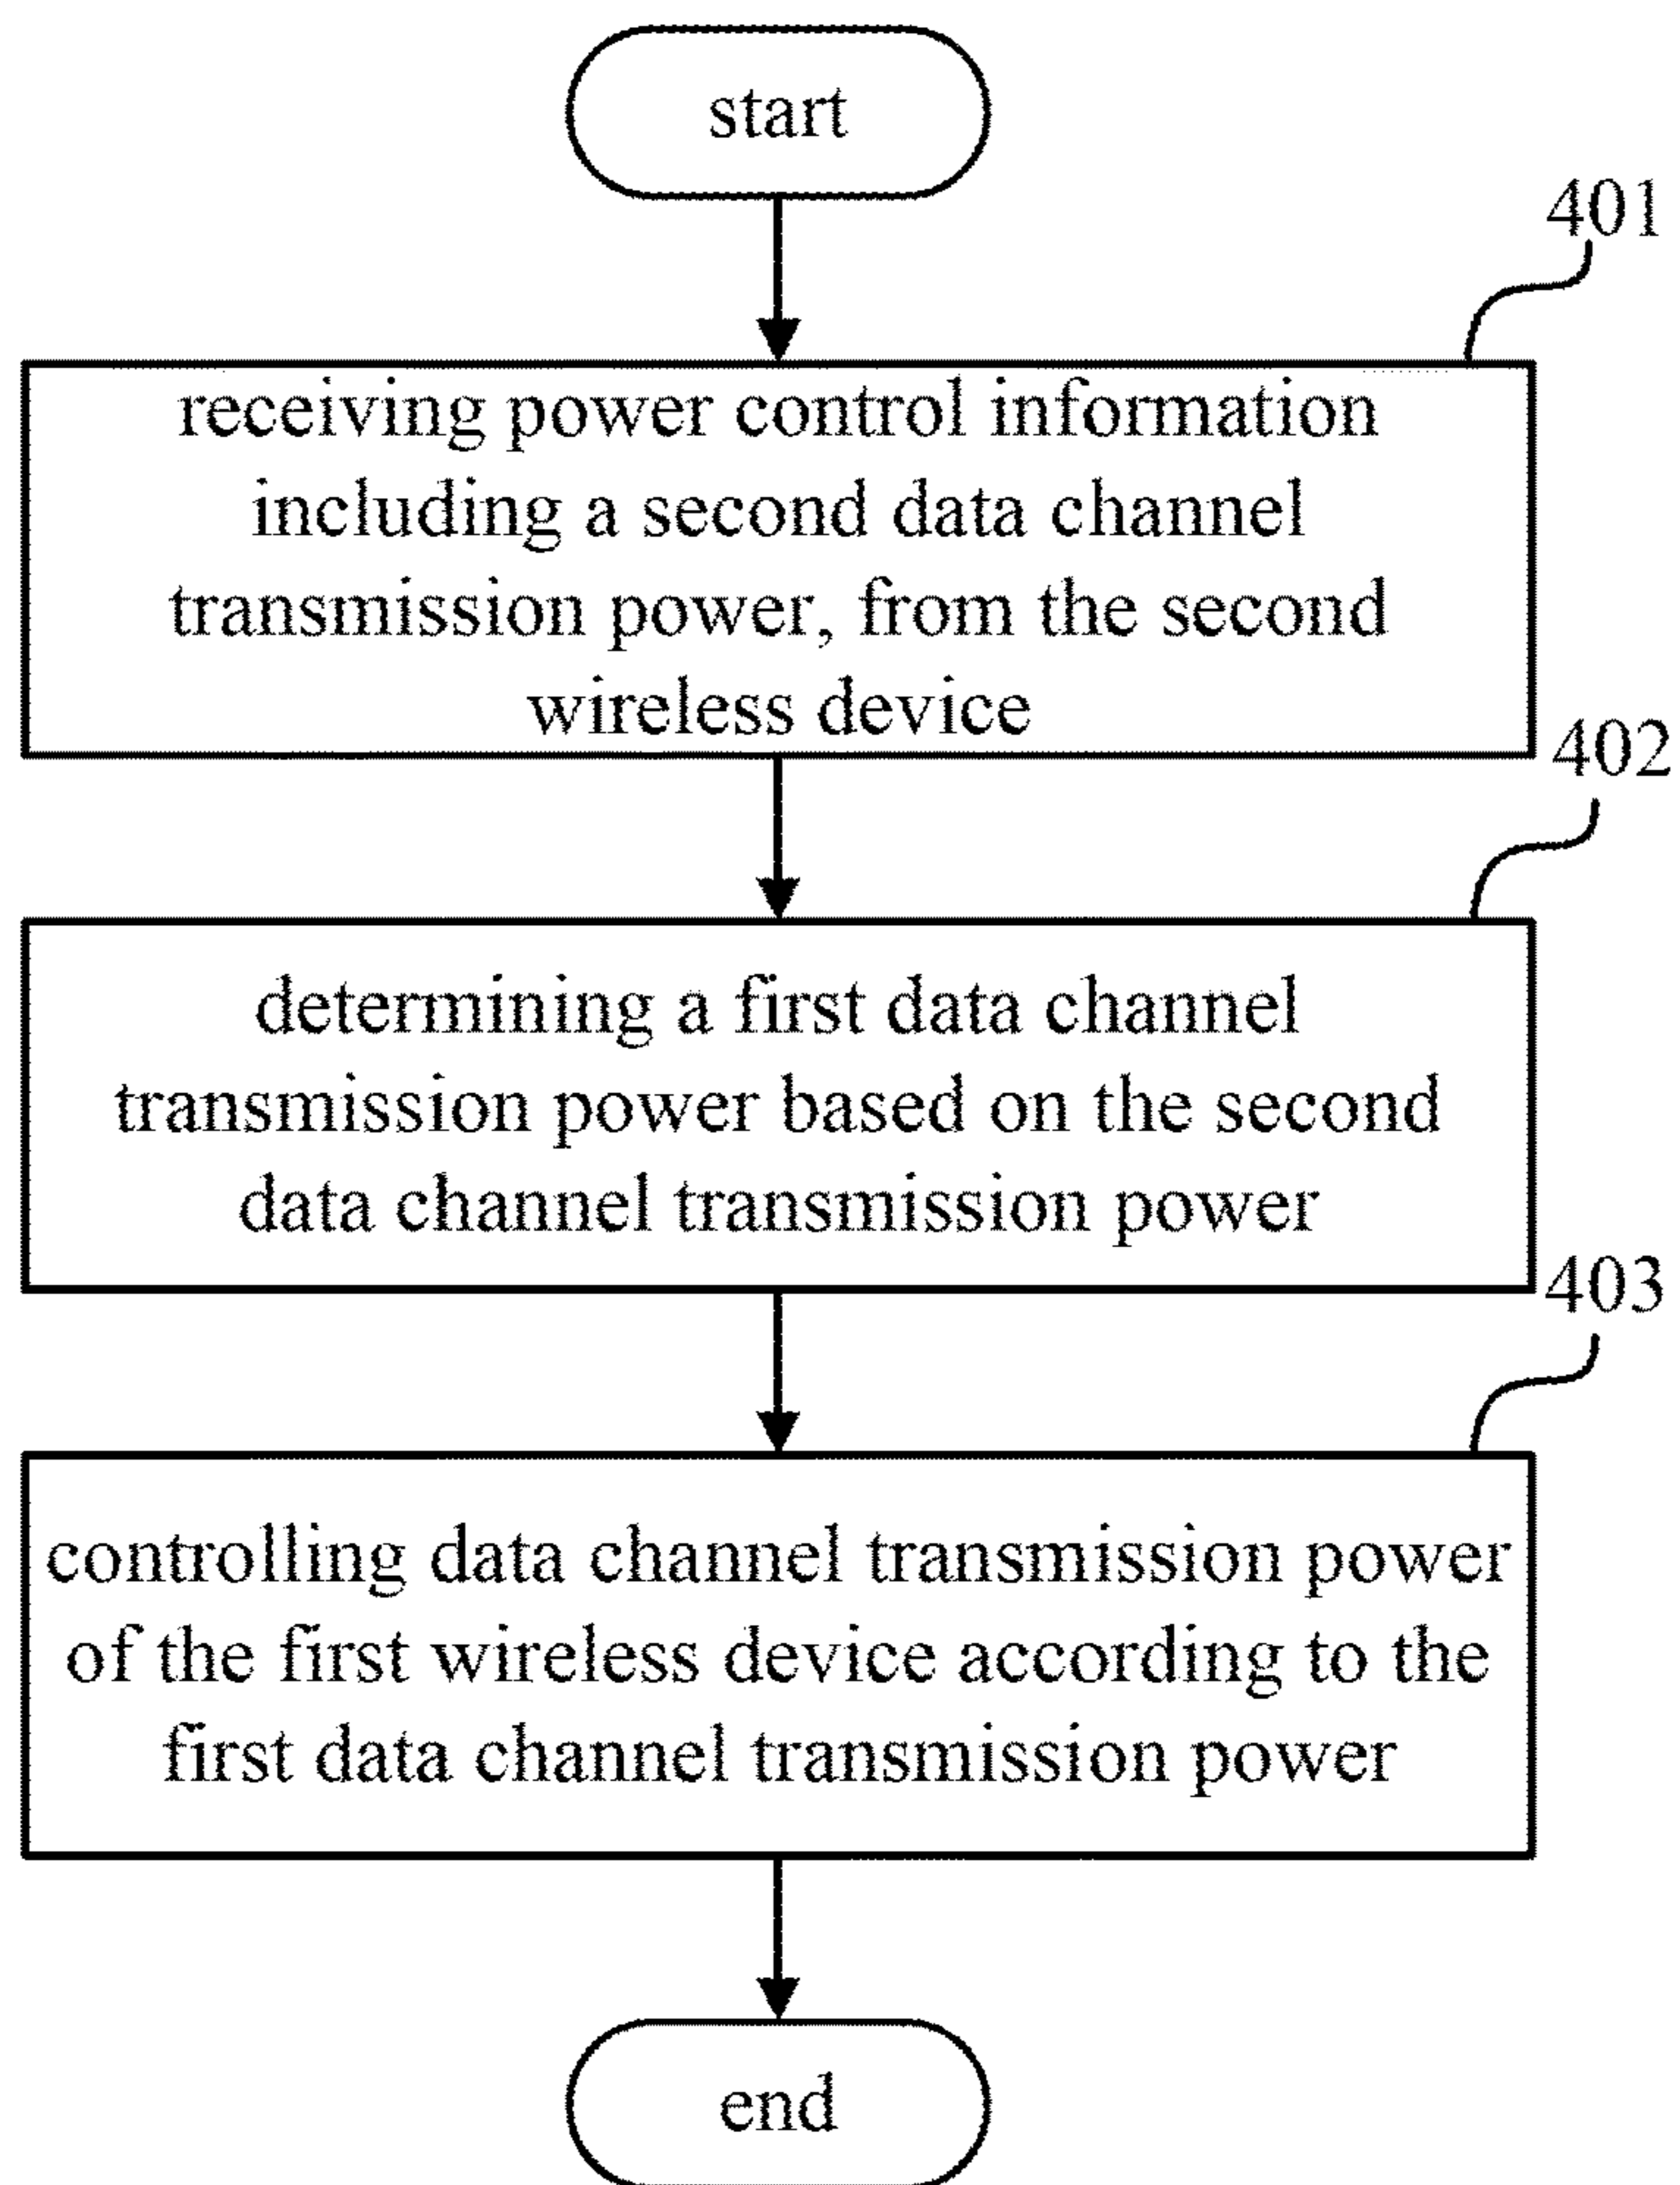 start
401
receiving power control information
including a second data channel
transmission power, from the second
wireless device
402
determining a first data channel
transmission power based on the second
data channel transmission power
403
controlling data channel transmission power
of the first wireless device according to the
first data channel transmission power
end